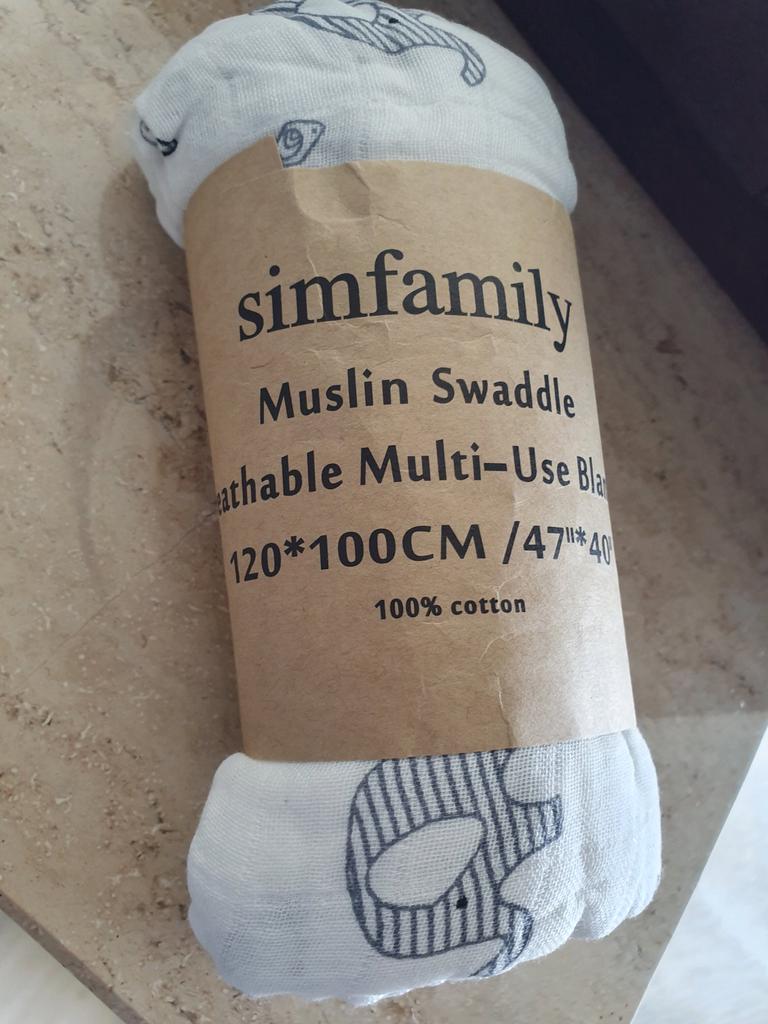 simfamily
Muslin Swaddle
eathable Multi-Use Bla
120*100CM /47"*40"
100% cotton